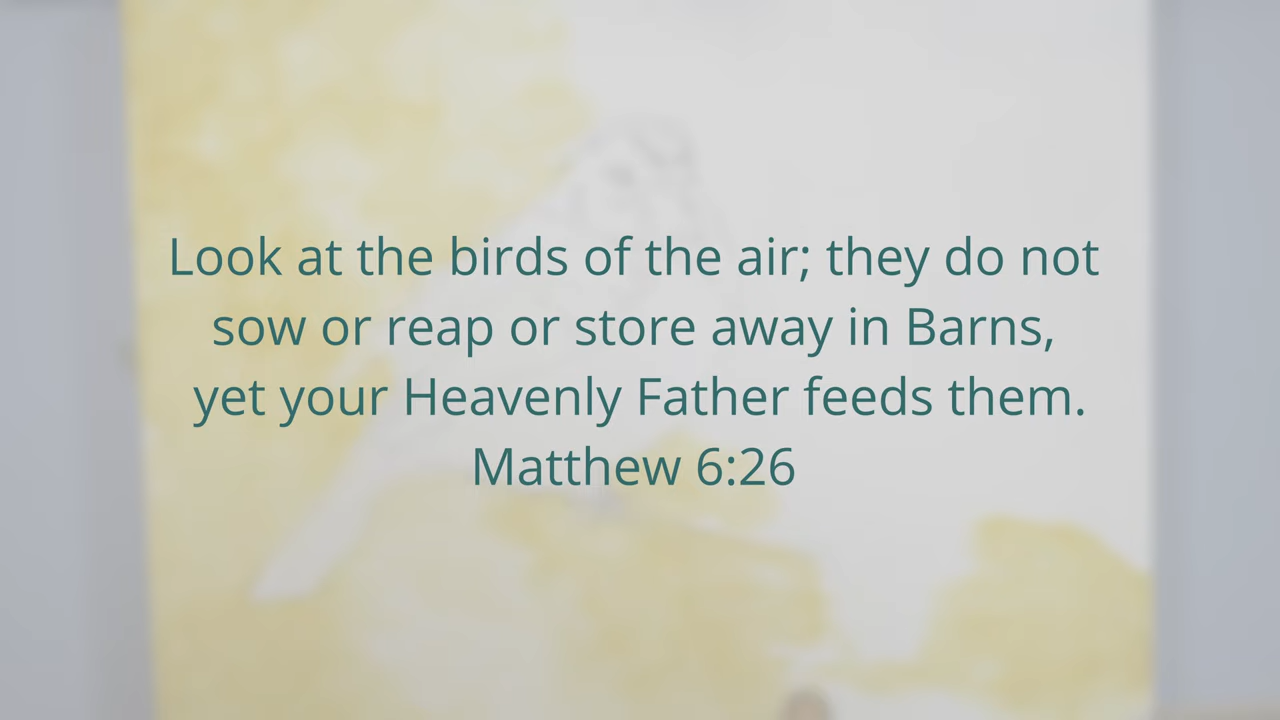 Look at the birds of the air; they do not
sow or reap or store away in Barns,
yet your Heavenly Father feeds them.
Matthew 6:26